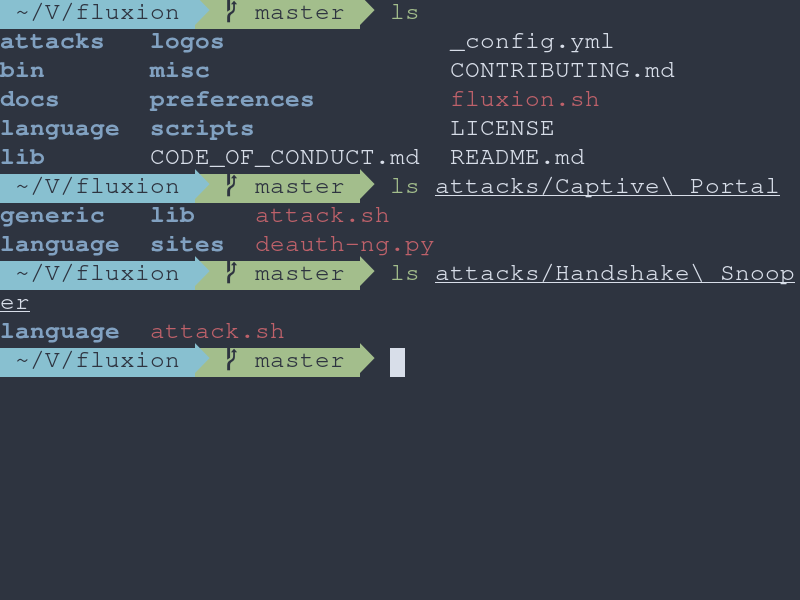 ~/V/fluxion master ls
attacks logos _config.yml
bin misc CONTRIBUTING.md
docs preferences fluxion.sh
language scripts LICENSE
lib CODE_OF_CONDUCT.md README.md
~/V/fluxion master ls attacks/Captive\ Portal
generic lib attack.sh
language sites deauth-ng.py
~/V/fluxion master ls attacks/Handshake\ Snoop
er
language attack.sh
~/V/fluxion master